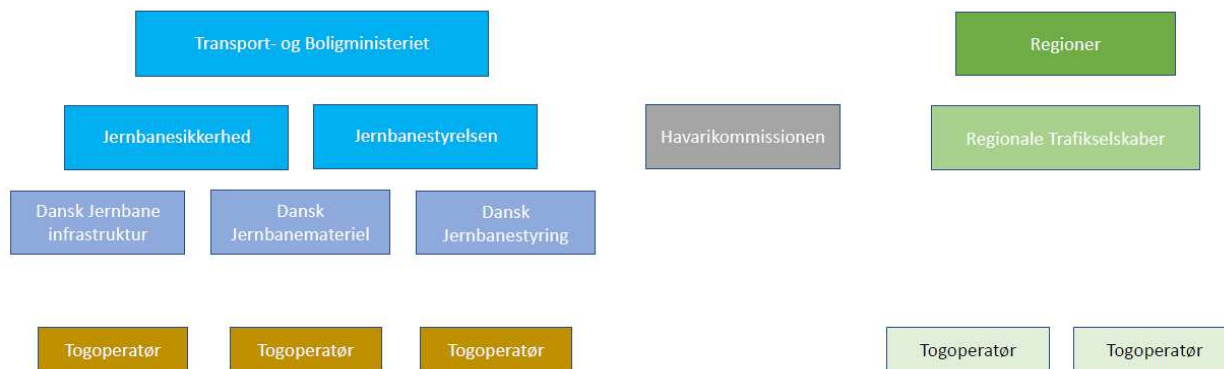 Transport- og Boligministeriet
Regioner
Jernbanesikkerhed
Jernbanestyrelsen
Havarikommissionen
Regionale Trafikselskaber
Dansk Jernbane
infrastruktur
Dansk
Jernbanemateriel
Dansk
Jernbanestyring
Togoperatør
Togoperatør
Togoperatør
Togoperatør
Togoperatør